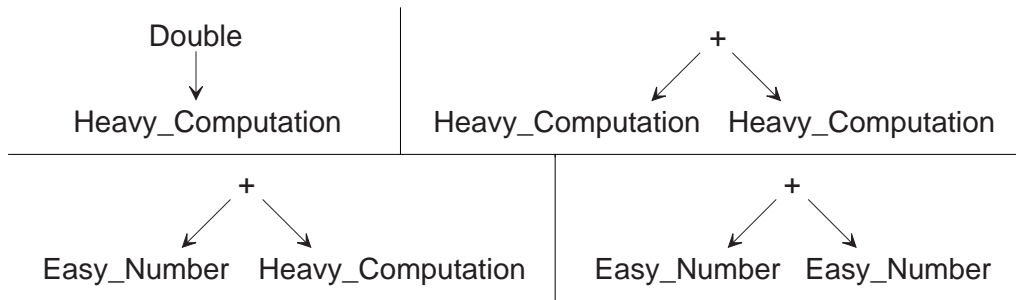 Double
Heavy_Computation
+
Heavy_Computation Heavy_Computation
+
Easy_Number Heavy_Computation
+
Easy_Number Easy_Number